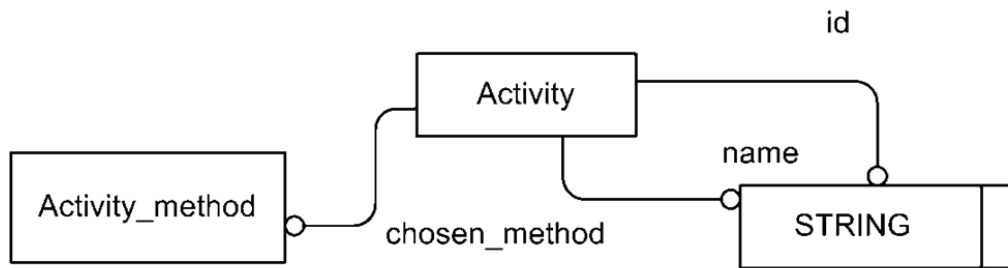 id
Activity
name
Activity_method
STRING
chosen_method